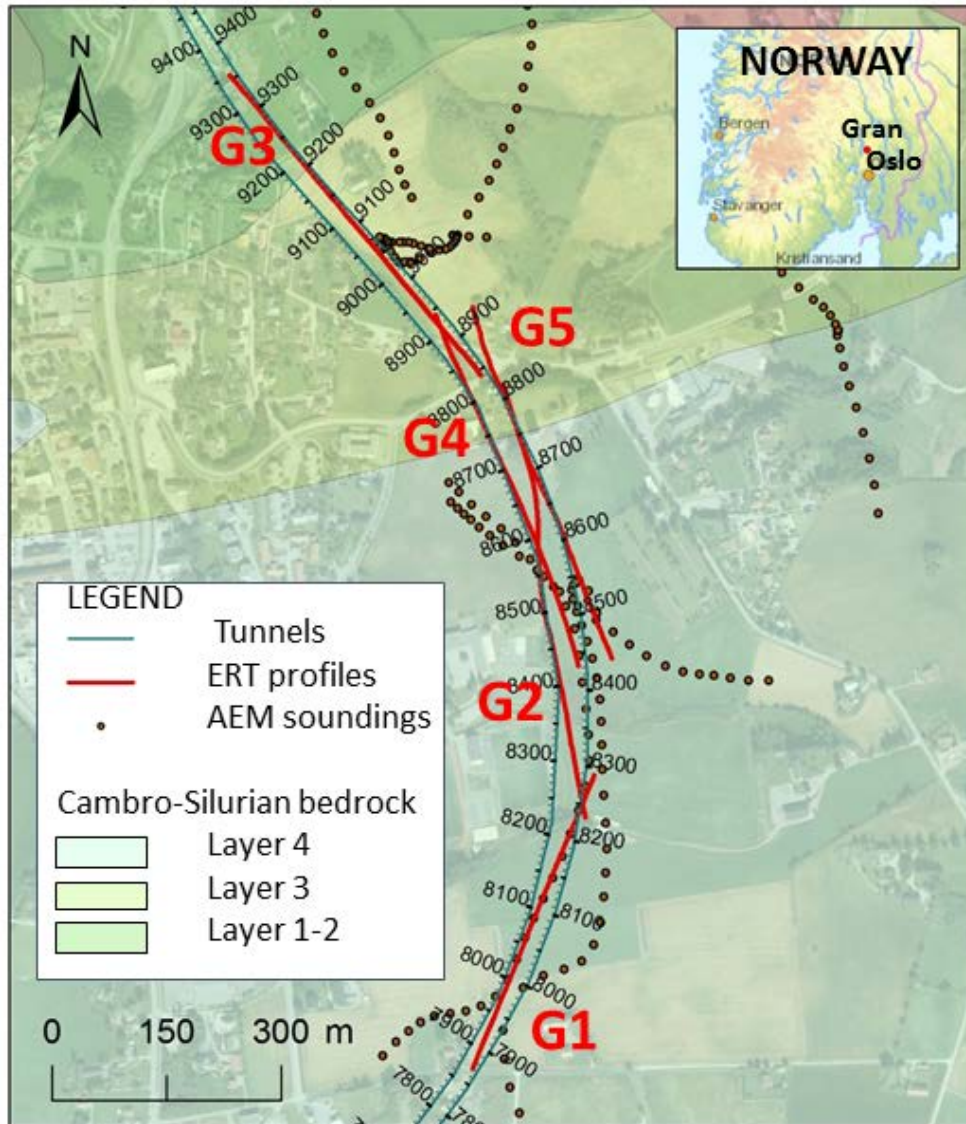 9400
9400
N
NORWAY
Bergen
Gran
Oslo
Stavanger
Kristiansand
9300
9300
G3
9200
9200
9100
9100
9000
8900
8900
G5
8800
8800
G4
8700
8700
8600
8600
8500
8500
G2
8400
8400
8300
8300
8200
8200
8100
8100
8000
8000
G1
7900
7900
7800
LEGEND
Tunnels
ERT profiles
AEM soundings
Cambro-Silurian bedrock
Layer 4
Layer 3
Layer 1-2
0 150 300 m